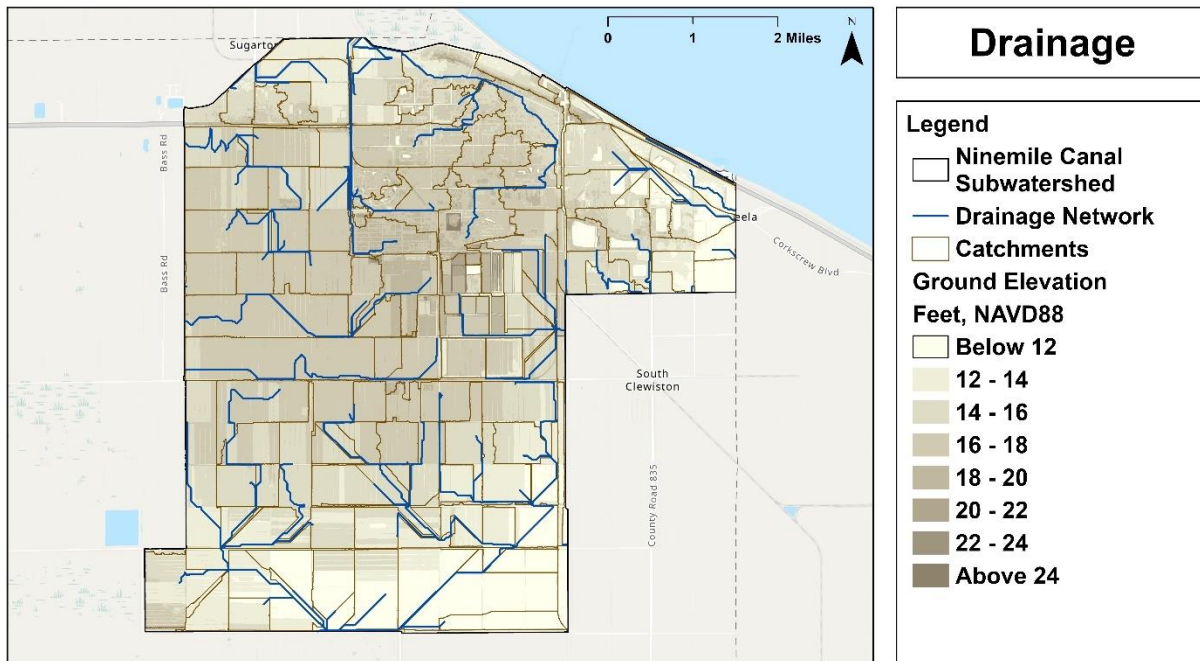 Drainage
Legend
Ninemile Canal
Subwatershed
Drainage Network
Catchments
Ground Elevation
Feet, NAVD88
Below 12
12 - 14
14 - 16
16 - 18
18 - 20
20 - 22
22 - 24
Above 24
0 1 2 Miles
N
Bass Rd
Bass Rd
Corkscrew Blvd
South
Clewiston
County Road 835